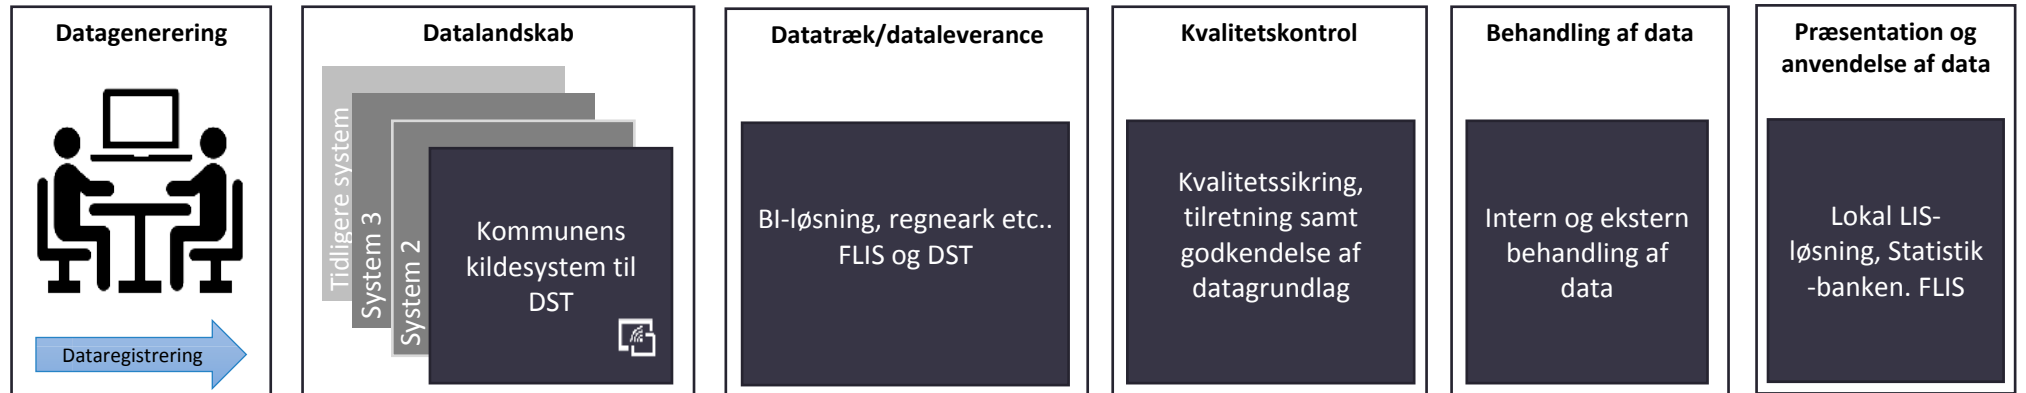 Datagenerering
Dataregistrering
Datalandskab
Tidligere system
System 3
System 2
Kommunens
kildesystem til
DST
Datatræk/dataleverance
BI-løsning, regneark etc..
FLIS og DST
Kvalitetskontrol
Kvalitetssikring,
tilretning samt
godkendelse af
datagrundlag
Behandling af data
Intern og ekstern
behandling af
data
Præsentation og
anvendelse af data
Lokal LIS-
løsning, Statistik
-banken. FLIS